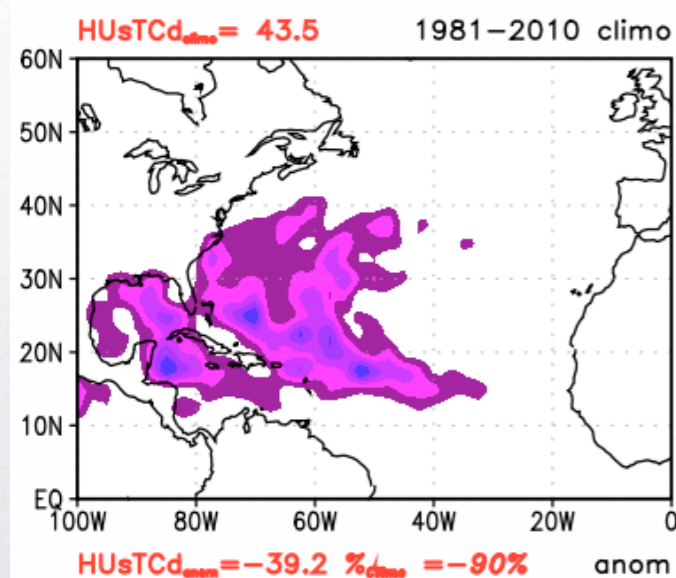 HUsTCd climo = 43.5 1981-2010 climo
60N
50N
40N
30N
20N
10N
EQ
100W 80W 60W 40W 20W 0
HUsTCd anom =-39.2 % climo =-90% anom